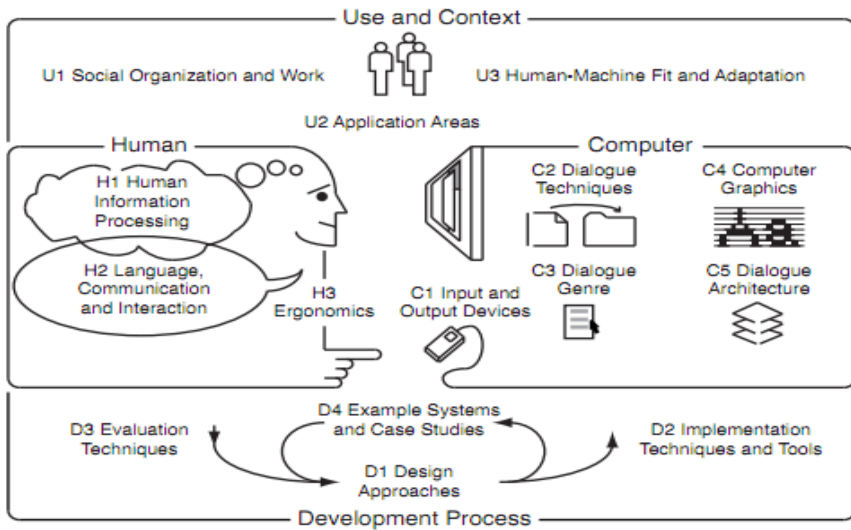 Use and Context
U1 Social Organization and Work
U3 Human-Machine Fit and Adaptation
U2 Application Areas
Human
Computer
H1 Human
Information
Processing
H2 Language,
Communication
and Interaction
H3
Ergonomics
C1 Input and
Output Devices
C2 Dialogue
Techniques
C4 Computer
Graphics
C3 Dialogue
Genre
C5 Dialogue
Architecture
D3 Evaluation
Techniques
D4 Example Systems
and Case Studies
D2 Implementation
Techniques and Tools
D1 Design
Approaches
Development Process